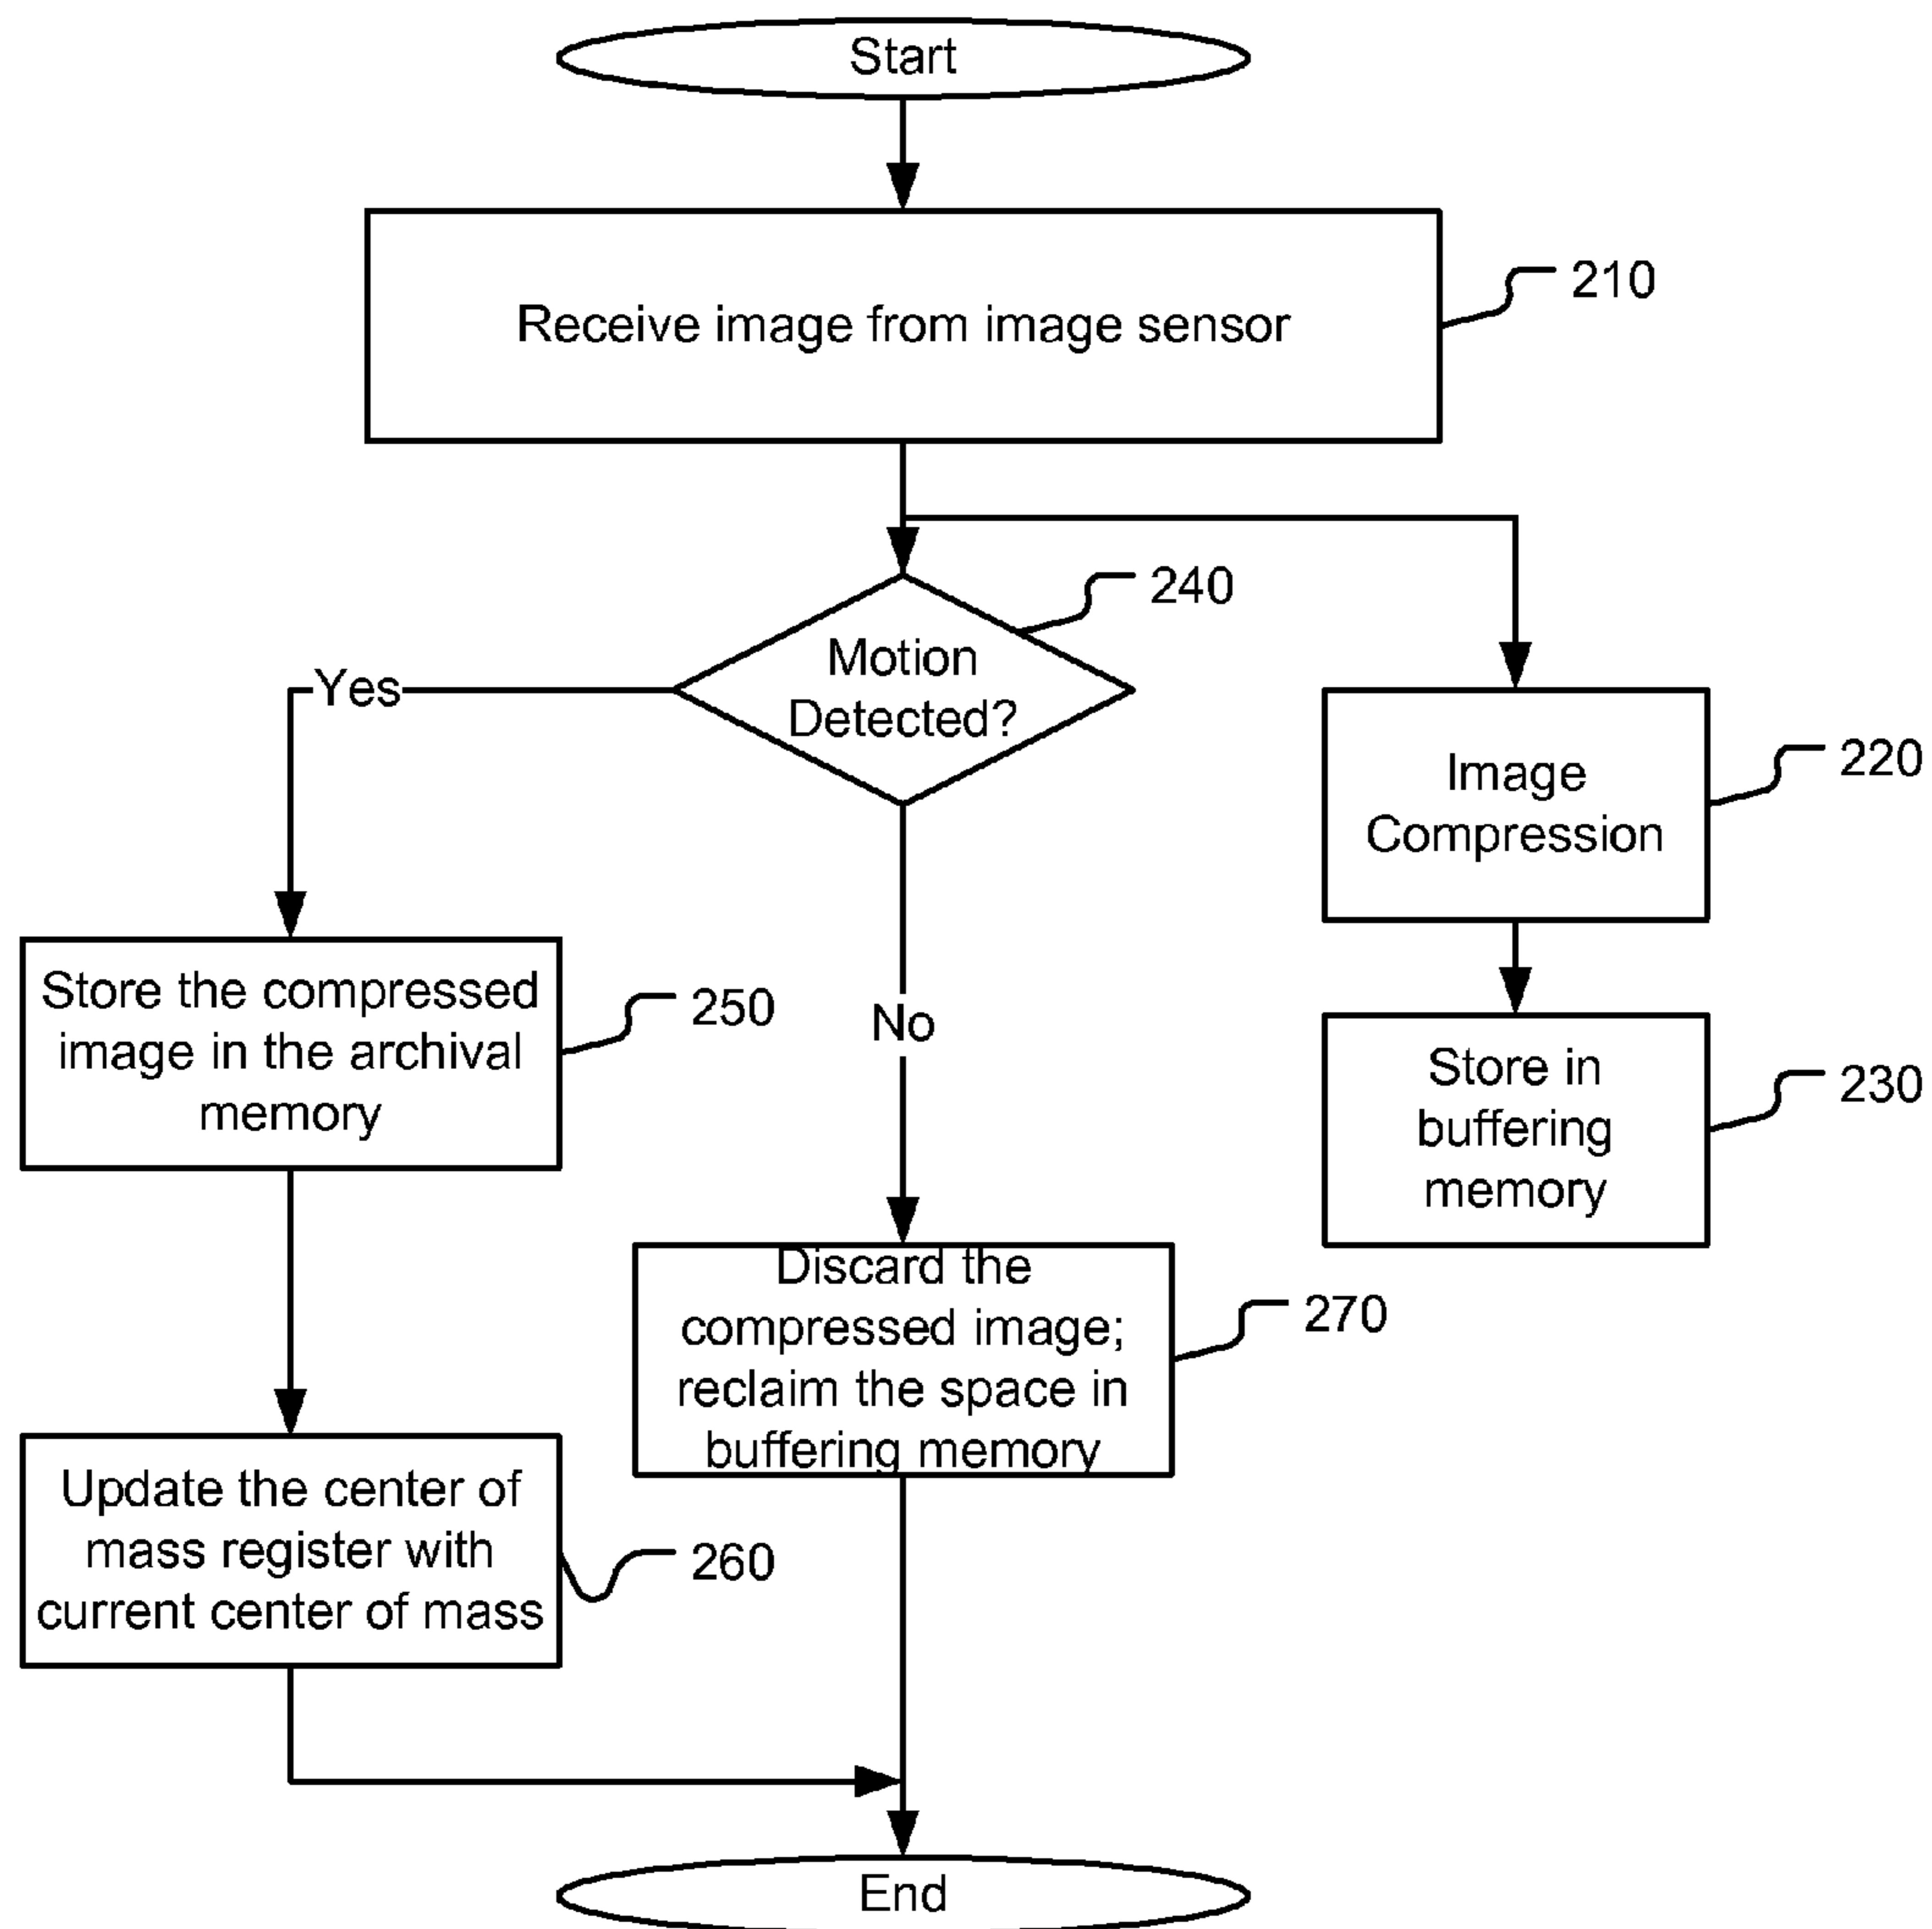 Start
Receive image from image sensor
210
Motion
Detected?
240
Yes
Image
Compression
220
Store the compressed
image in the archival
memory
250
No
Store in
buffering
memory
230
Discard the
compressed image;
reclaim the space in
buffering memory
270
Update the center of
mass register with
current center of mass
260
End